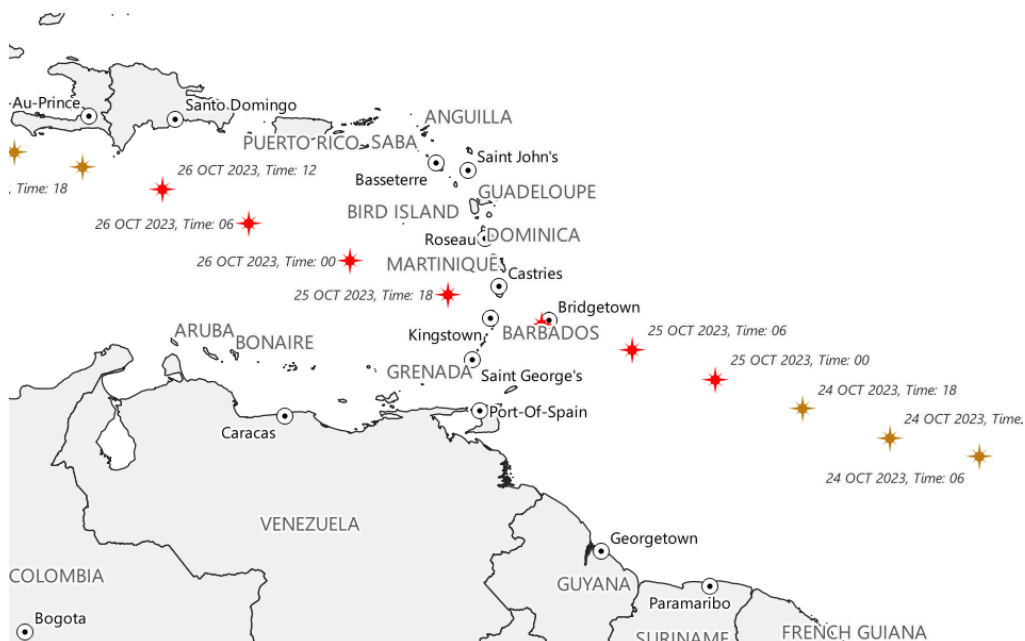 ANGUILLA
-Au-Prince
Santo Domingo
PUERTO RICO
SABA
Saint John's
26 OCT 2023, Time: 12
Basseterre
, Time: 18
GUADELOUPE
BIRD ISLAND
26 OCT 2023, Time: 06
Roseau
DOMINICA
26 OCT 2023, Time: 00
MARTINIQUE
Castries
25 OCT 2023, Time: 18
Bridgetown
ARUBA
Kingstown
BARBADOS
25 OCT 2023, Time: 06
BONAIRE
25 OCT 2023, Time: 00
GRENADA
Saint George's
24 OCT 2023, Time: 18
Port-Of-Spain
24 OCT 2023, Time.
Caracas
24 OCT 2023, Time: 06
VENEZUELA
Georgetown
COLOMBIA
GUYANA
Paramaribo
Bogota
SURINAME
FRENCH GUIANA